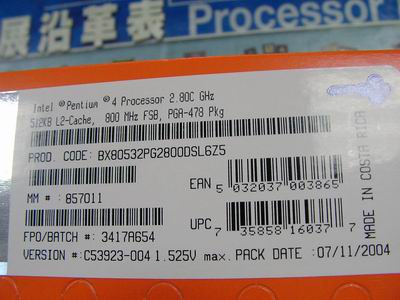 展沿革表 Processor
Intel ®Pentium ®4 Processor 2.80C GHz
512KB L2-Cache, 800 MHz FSB, PGA-478 Pkg
PROD. CODE: BX80532PG2800DSL6Z5
EAN 5 032037 003865
MM # : 857011
UPC 7 35858 16037 7
FPO/BATCH #: 3417A654
VERSION #: C53923-004 1.525V max. PACK DATE :07/11/2004
MADE IN COSTA RICA